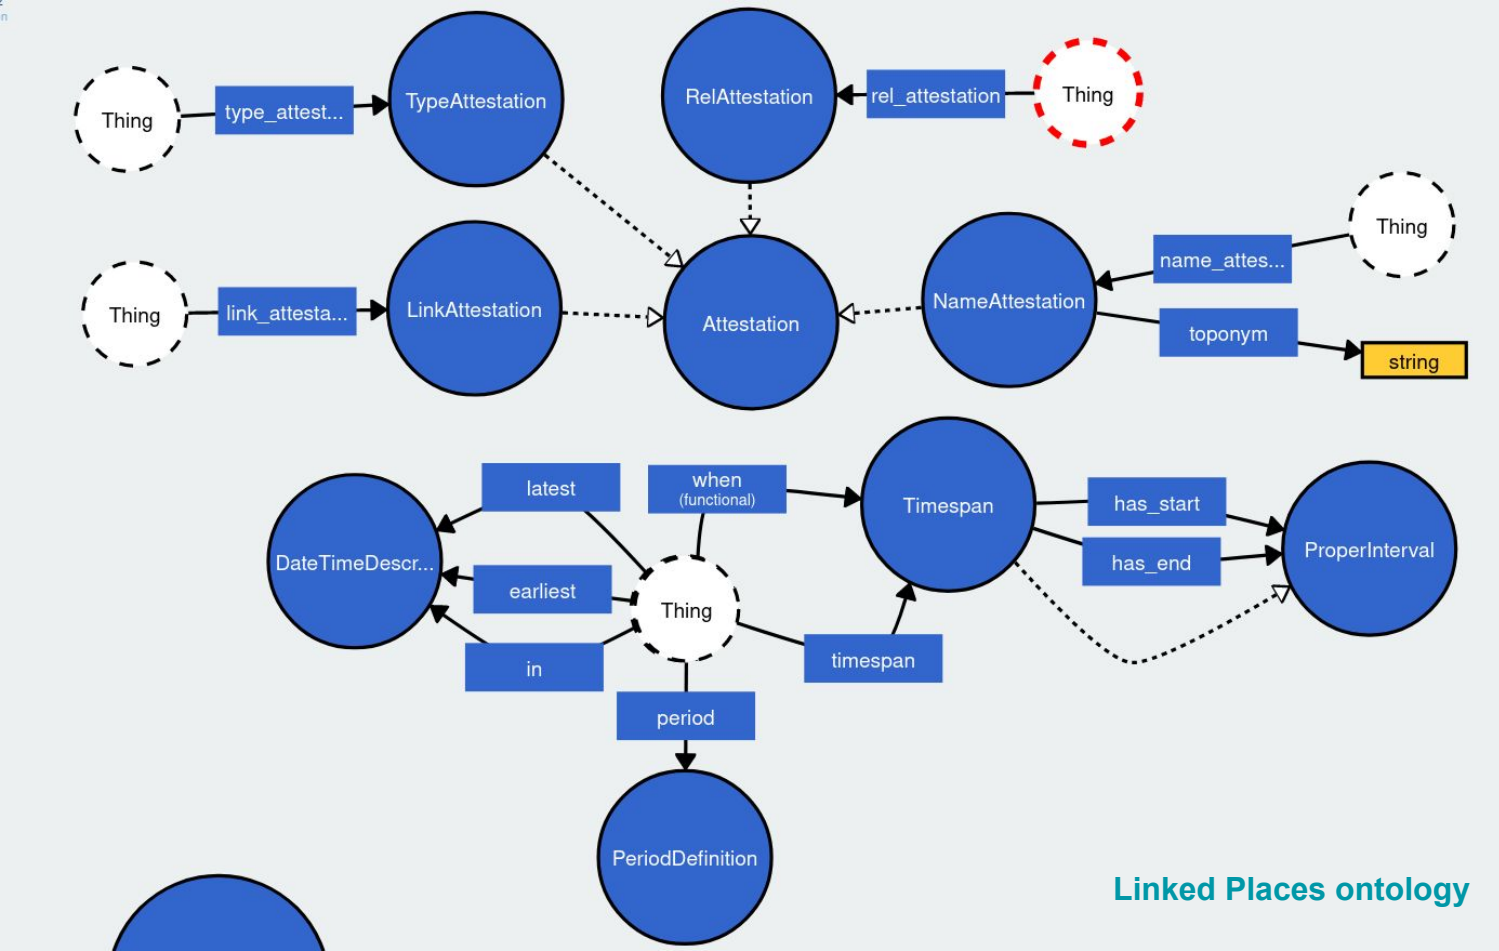 Thing
type_attest...
TypeAttestation
RelAttestation
rel_attestation
Thing
Thing
link_attesta...
LinkAttestation
Attestation
NameAttestation
name_attes...
Thing
toponym
string
DateTimeDescr...
latest
earliest
in
when
(functional)
Thing
timespan
Timespan
has_start
has_end
ProperInterval
period
PeriodDefinition
Linked Places ontology